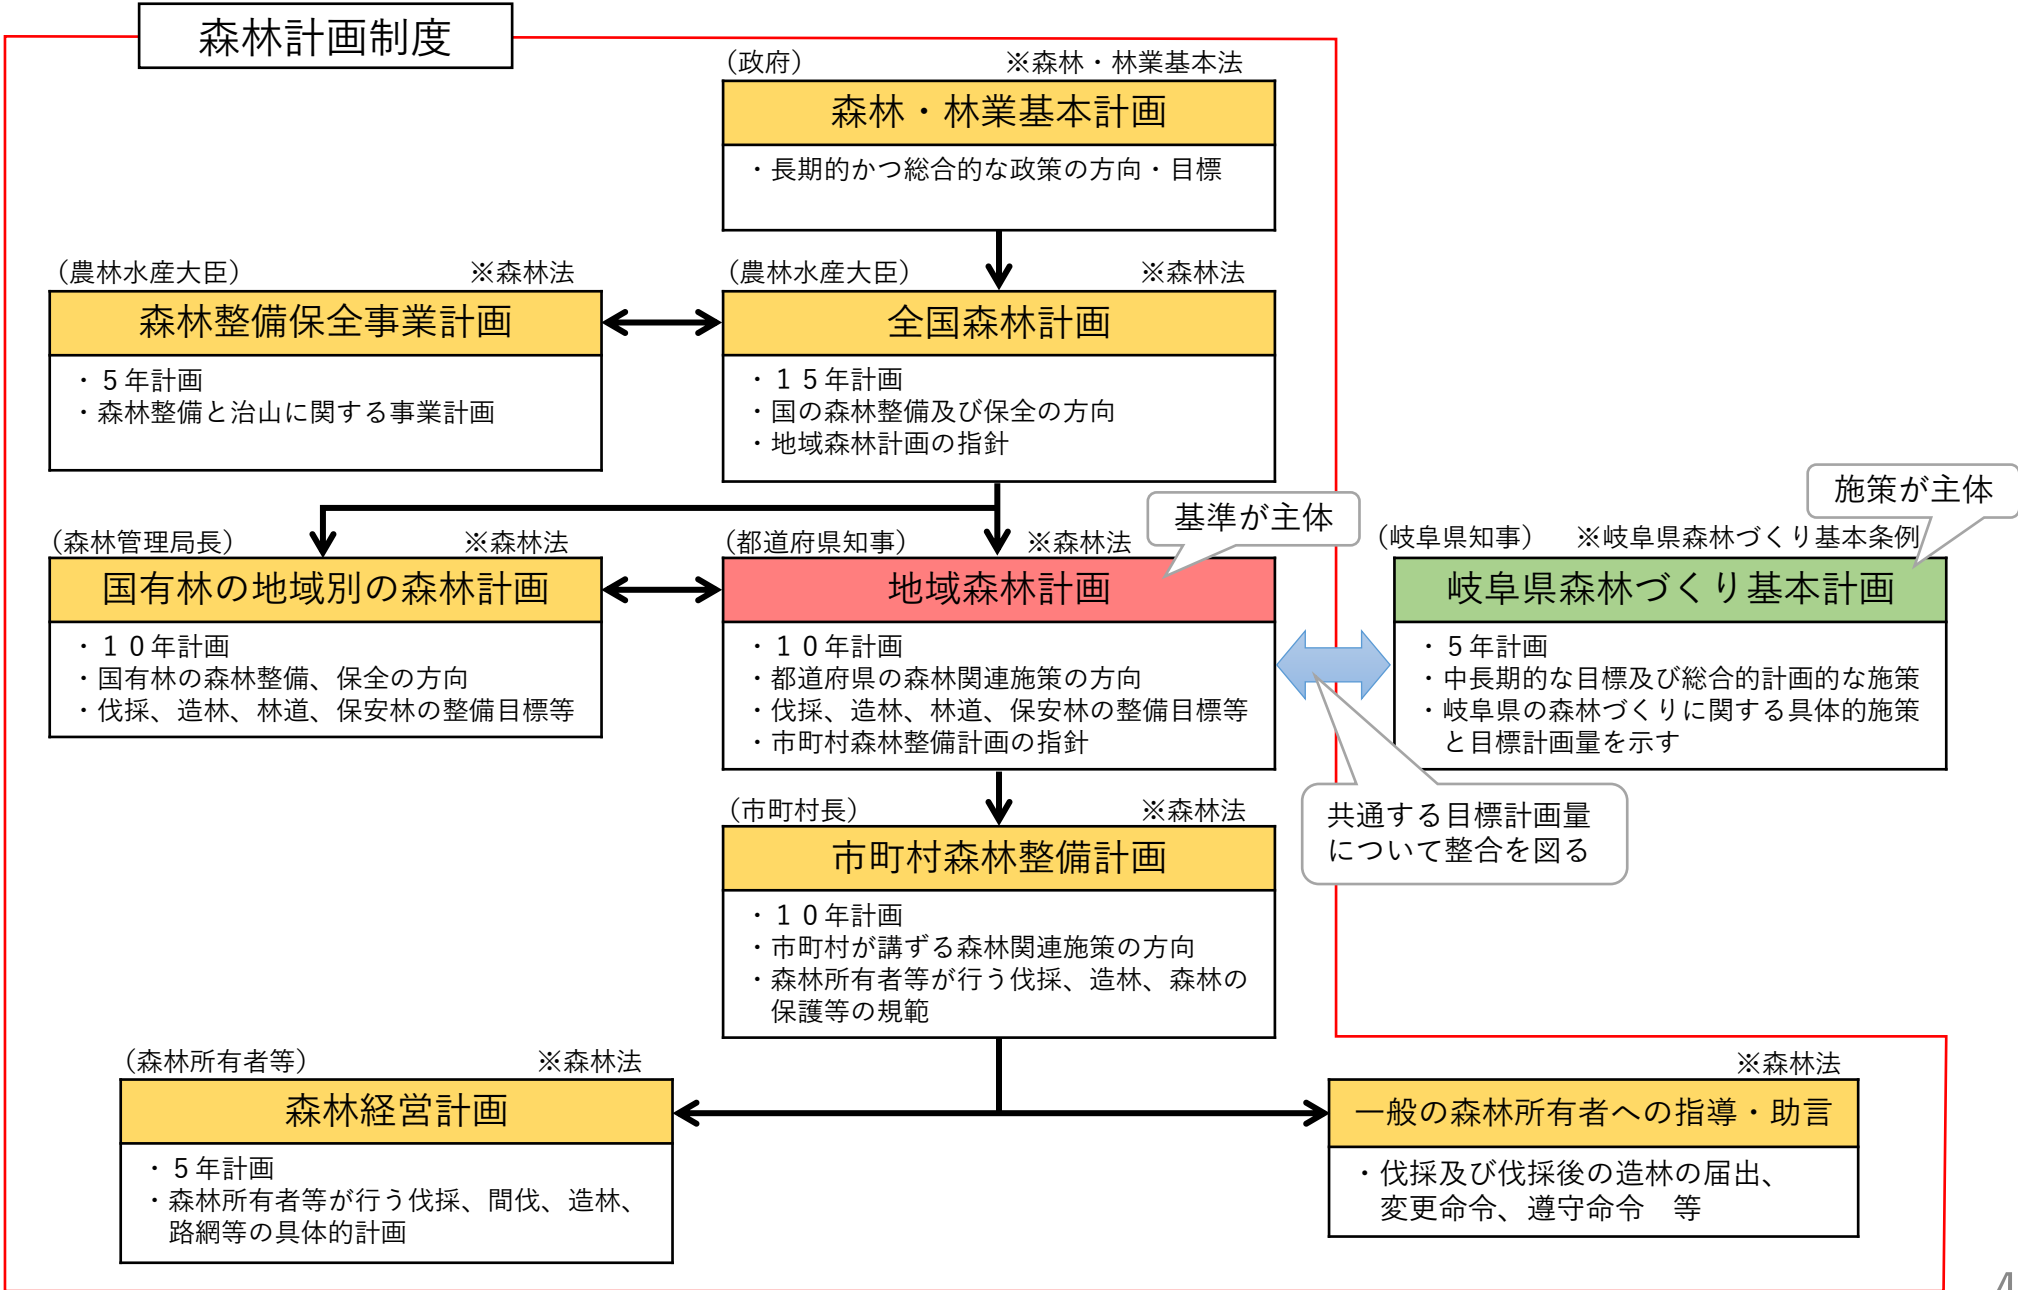 森林計画制度
（政府）　※森林・林業基本法
森林・林業基本計画
・長期的かつ総合的な政策の方向・目標
（農林水産大臣）　※森林法
森林整備保全事業計画
・５年計画
・森林整備と治山に関する事業計画
（農林水産大臣）　※森林法
全国森林計画
・１５年計画
・国の森林整備及び保全の方向
・地域森林計画の指針
（森林管理局長）　※森林法
国有林の地域別の森林計画
・１０年計画
・国有林の森林整備、保全の方向
・伐採、造林、林道、保安林の整備目標等
（都道府県知事）　※森林法
基準が主体
地域森林計画
・１０年計画
・都道府県の森林関連施策の方向
・伐採、造林、林道、保安林の整備目標等
・市町村森林整備計画の指針
施策が主体
（岐阜県知事）　※岐阜県森林づくり基本条例
岐阜県森林づくり基本計画
・５年計画
・中長期的な目標及び総合的計画的な施策
・岐阜県の森林づくりに関する具体的施策
と目標計画量を示す
共通する目標計画量
について整合を図る
（市町村長）　※森林法
市町村森林整備計画
・１０年計画
・市町村が講ずる森林関連施策の方向
・森林所有者等が行う伐採、造林、森林の
保護等の規範
（森林所有者等）　※森林法
森林経営計画
・５年計画
・森林所有者等が行う伐採、間伐、造林、
路網等の具体的計画
※森林法
一般の森林所有者への指導・助言
・伐採及び伐採後の造林の届出、
変更命令、遵守命令　等
4